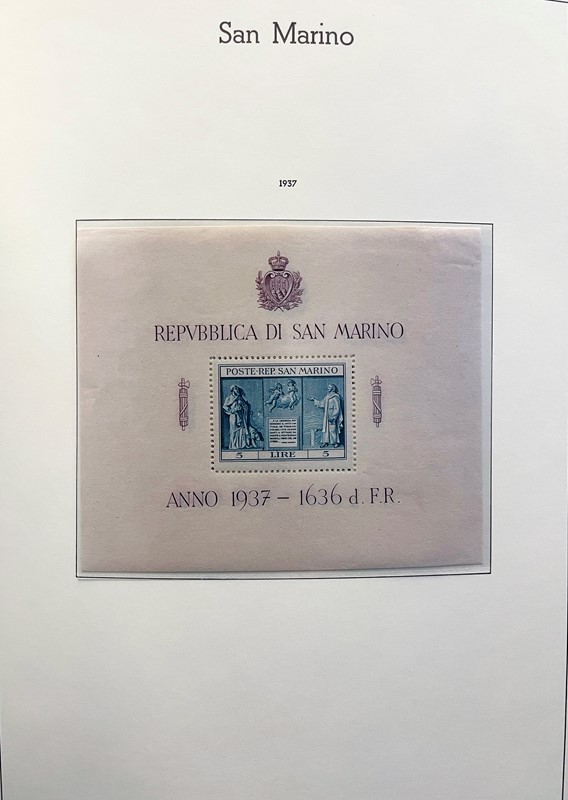 San Marino
1937
REPVBBLICA DI SAN MARINO
POSTE-REP. SAN MARINO
5 LIRE 5
ANNO 1937 – 1636 d. F.R.